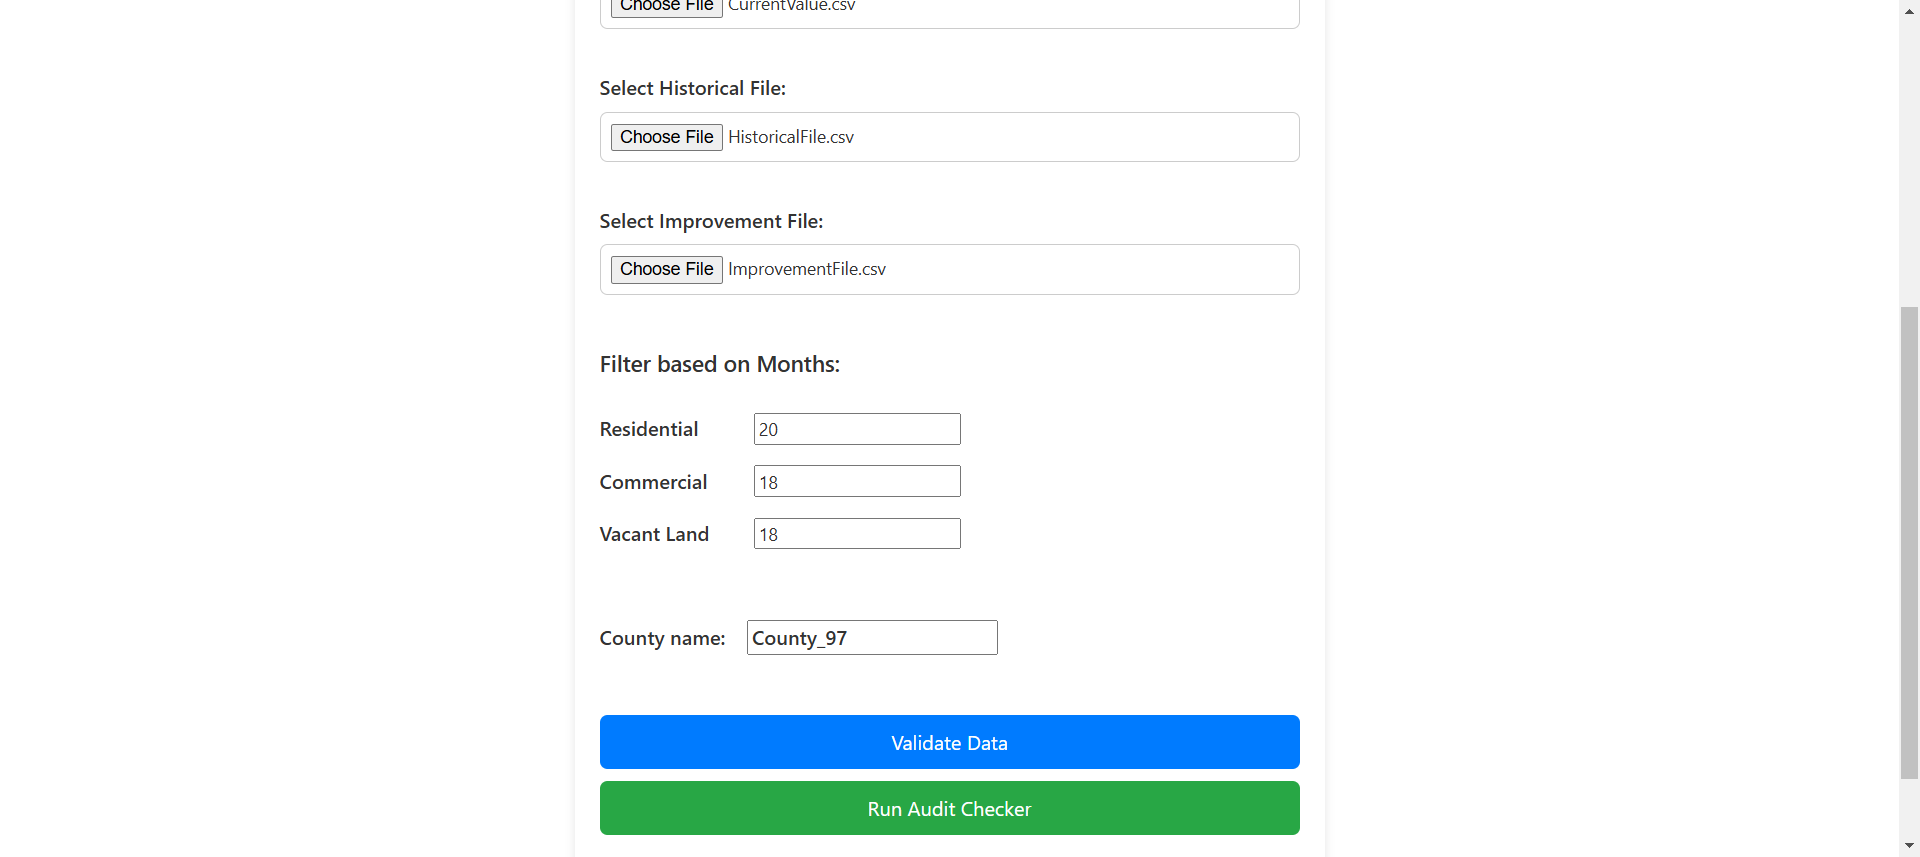 Choose File CurrentValue.csv
Select Historical File:
Choose File HistoricalFile.csv
Select Improvement File:
Choose File ImprovementFile.csv
Filter based on Months:
Residential 20
Commercial 18
Vacant Land 18
County name: County_97
Validate Data
Run Audit Checker